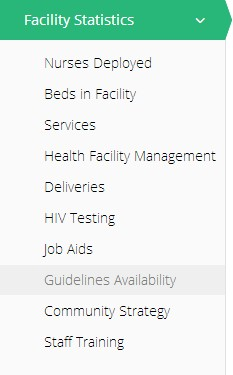 Facility Statistics
Nurses Deployed
Beds in Facility
Services
Health Facility Management
Deliveries
HIV Testing
Job Aids
Guidelines Availability
Community Strategy
Staff Training